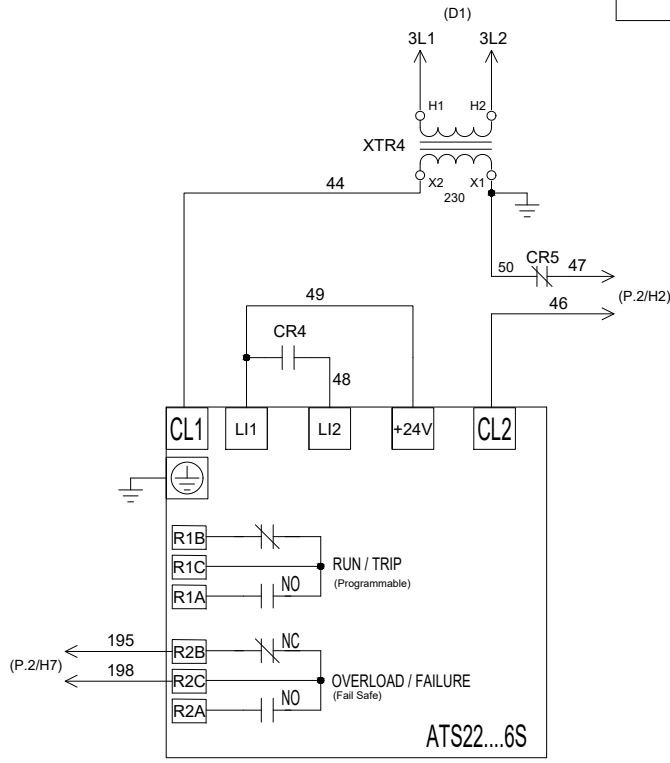 (D1)
3L1 3L2
H1 H2
XTR4
X2 X1
230
44
CR5
50 47
(P.2/H2)
46
49
CR4
48
CL1 LI1 LI2 +24V CL2
R1B
R1C RUN / TRIP
(Programmable)
R1A NO
195 R2B NC
(P.2/H7)
198 R2C OVERLOAD / FAILURE
(Fail Safe)
R2A NO
ATS22....6S